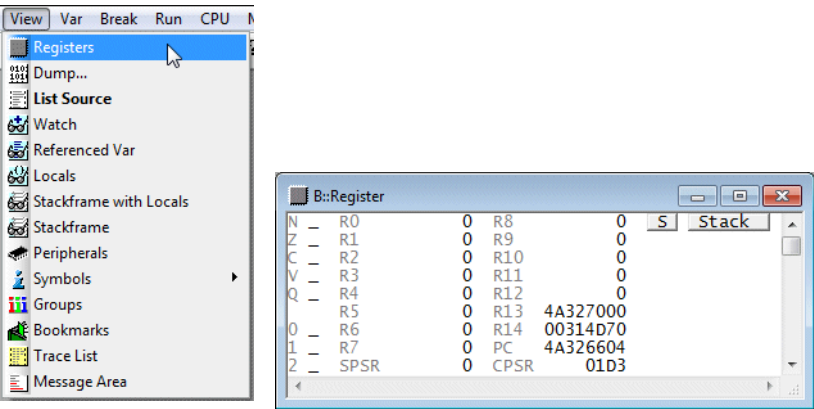 View Var Break Run CPU
Registers
Dump...
List Source
Watch
Referenced Var
Locals
Stackframe with Locals
Stackframe
Peripherals
Symbols
Groups
Bookmarks
Trace List
Message Area
B::Register
N _ R0 0 R8 0 S Stack
Z _ R1 0 R9 0
C _ R2 0 R10 0
V _ R3 0 R11 0
Q _ R4 0 R12 0
R5 0 R13 4A327000
0 _ R6 0 R14 00314D70
1 _ R7 0 PC 4A326604
2 _ SPSR 0 CPSR 01D3